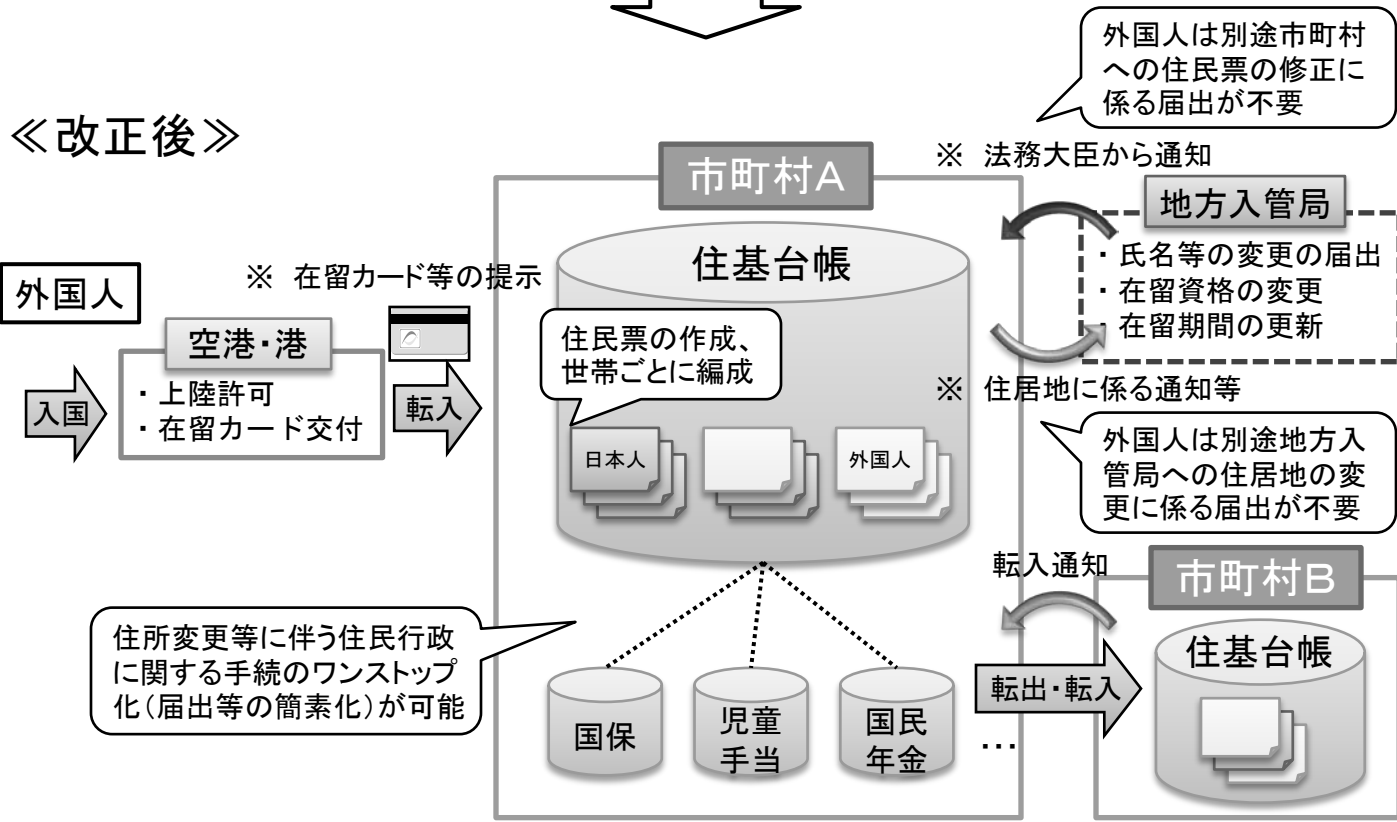 外国人は別途市町村
への住民票の修正に
係る届出が不要
≪改正後≫
市町村A
※ 法務大臣から通知
地方入管局
・氏名等の変更の届出
・在留資格の変更
・在留期間の更新
住基台帳
※ 在留カード等の提示
外国人
空港・港
・上陸許可
・在留カード交付
入国
転入
住民票の作成、
世帯ごとに編成
日本人
外国人
※ 住居地に係る通知等
外国人は別途地方入
管局への住居地の変
更に係る届出が不要
転入通知
市町村B
住基台帳
住所変更等に伴う住民行政
に関する手続のワンストップ
化(届出等の簡素化)が可能
国保
児童
手当
国民
年金
…
転出・転入